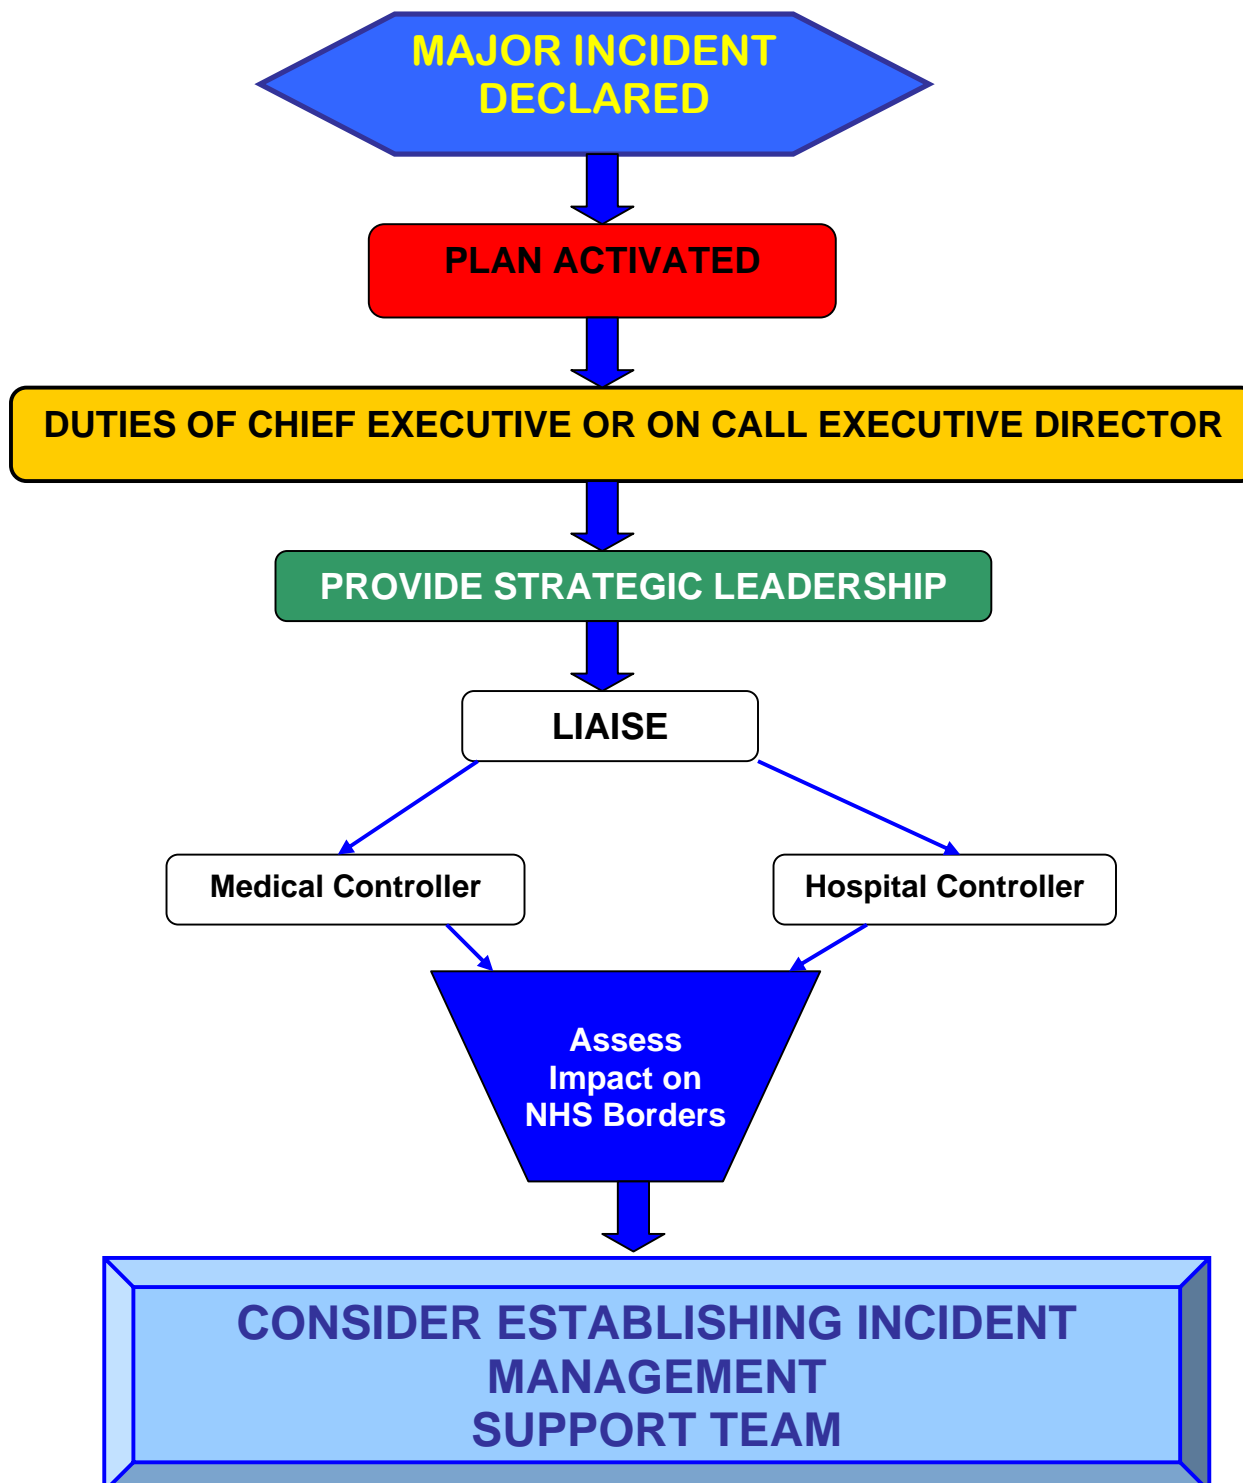 MAJOR INCIDENT
DECLARED
PLAN ACTIVATED
DUTIES OF CHIEF EXECUTIVE OR ON CALL EXECUTIVE DIRECTOR
PROVIDE STRATEGIC LEADERSHIP
LIAISE
Medical Controller
Hospital Controller
Assess
Impact on
NHS Borders
CONSIDER ESTABLISHING INCIDENT
MANAGEMENT
SUPPORT TEAM